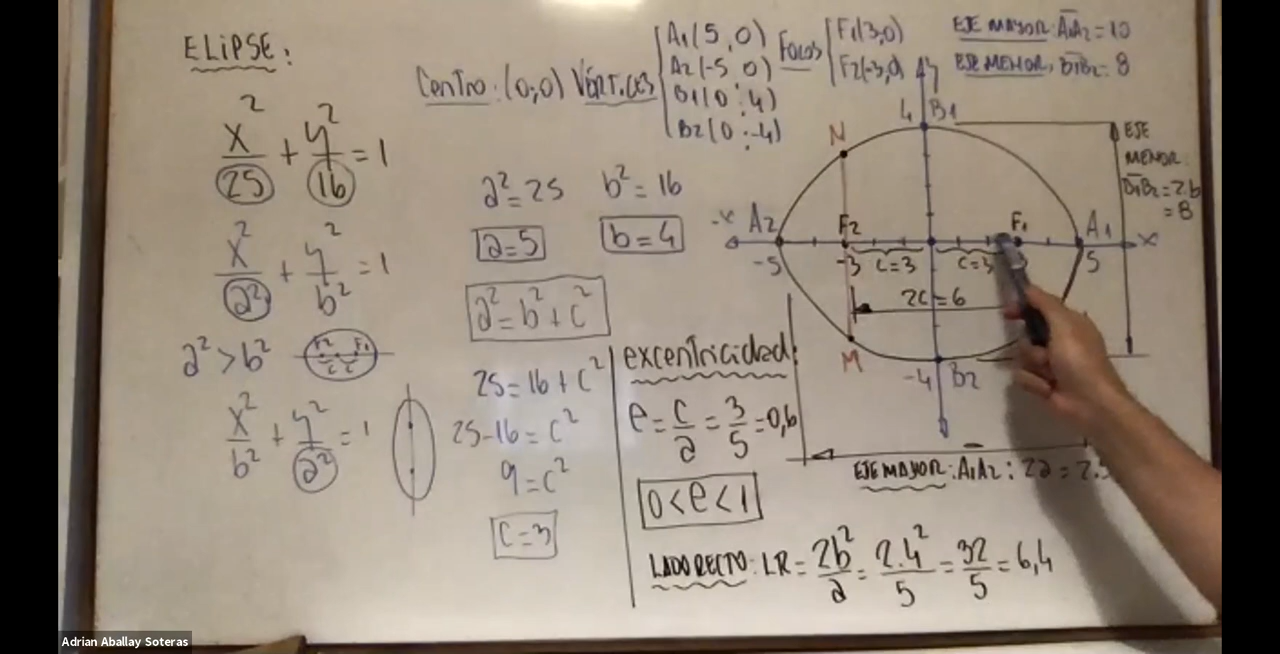 ELIPSE:
x²/25 + y²/16 = 1
x²/a² + y²/b² = 1
a² > b²
F2 F1
c c
x²/b² + y²/a² = 1
Centro: (0;0) Vértices
A1(5,0)
A2(-5 0)
B1(0;4)
B2(0;-4)
Focos
F1(3,0)
F2(-3,0)
EJE MAYOR: A1A2 = 10
EJE MENOR: B1B2 = 8
a² = 25 b² = 16
a = 5 b = 4
a² = b² + c²
25 = 16 + c²
25-16 = c²
9 = c²
c = 3
excentricidad:
e = c/a = 3/5 = 0,6
0 < e < 1
LADO RECTO: LR = 2b²/a = 2.4²/5 = 32/5 = 6,4
y
4 B1
N
-x A2 F2 F1 A1 x
-5 -3 c=3 c=3 5
2c = 6
M
-4 B2
EJE
MENOR:
B1B2 = 2b
= 8
EJE MAYOR: A1A2: 2a = 2.
Adrian Aballay Soteras